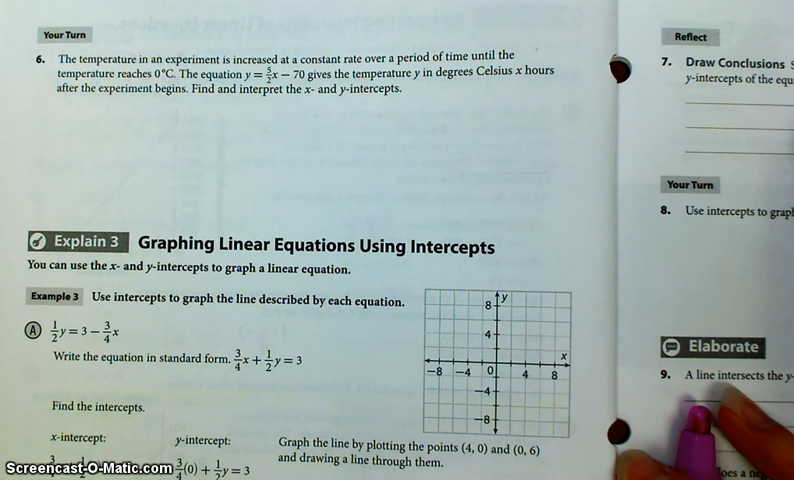 Your Turn
6. The temperature in an experiment is increased at a constant rate over a period of time until the
temperature reaches 0°C. The equation y = 5/2x − 70 gives the temperature y in degrees Celsius x hours
after the experiment begins. Find and interpret the x- and y-intercepts.
Explain 3 Graphing Linear Equations Using Intercepts
You can use the x- and y-intercepts to graph a linear equation.
Example 3 Use intercepts to graph the line described by each equation.
A 1/2y = 3 − 3/4x
Write the equation in standard form. 3/4x + 1/2y = 3
Find the intercepts.
x-intercept: y-intercept:
3/4(0) + 1/2y = 3
Graph the line by plotting the points (4, 0) and (0, 6)
and drawing a line through them.
y
8
4
x
−8 −4 0 4 8
−4
−8
Reflect
7. Draw Conclusions
y-intercepts of the equ
Your Turn
8. Use intercepts to grap
Elaborate
9. A line intersects the y-
Screencast-O-Matic.com